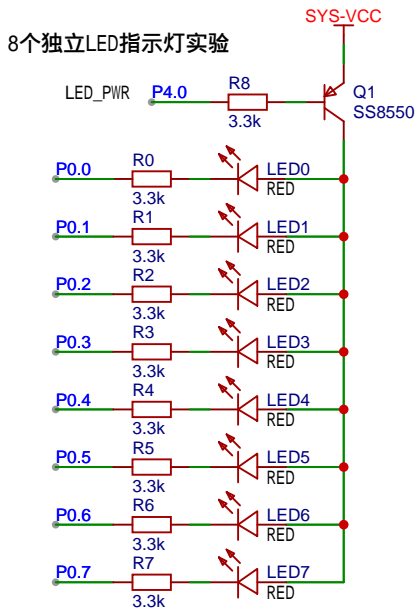 SYS-VCC
8个独立LED指示灯实验
LED_PWR P4.0 R8 3.3k Q1 SS8550
P0.0 R0 3.3k LED0 RED
P0.1 R1 3.3k LED1 RED
P0.2 R2 3.3k LED2 RED
P0.3 R3 3.3k LED3 RED
P0.4 R4 3.3k LED4 RED
P0.5 R5 3.3k LED5 RED
P0.6 R6 3.3k LED6 RED
P0.7 R7 3.3k LED7 RED